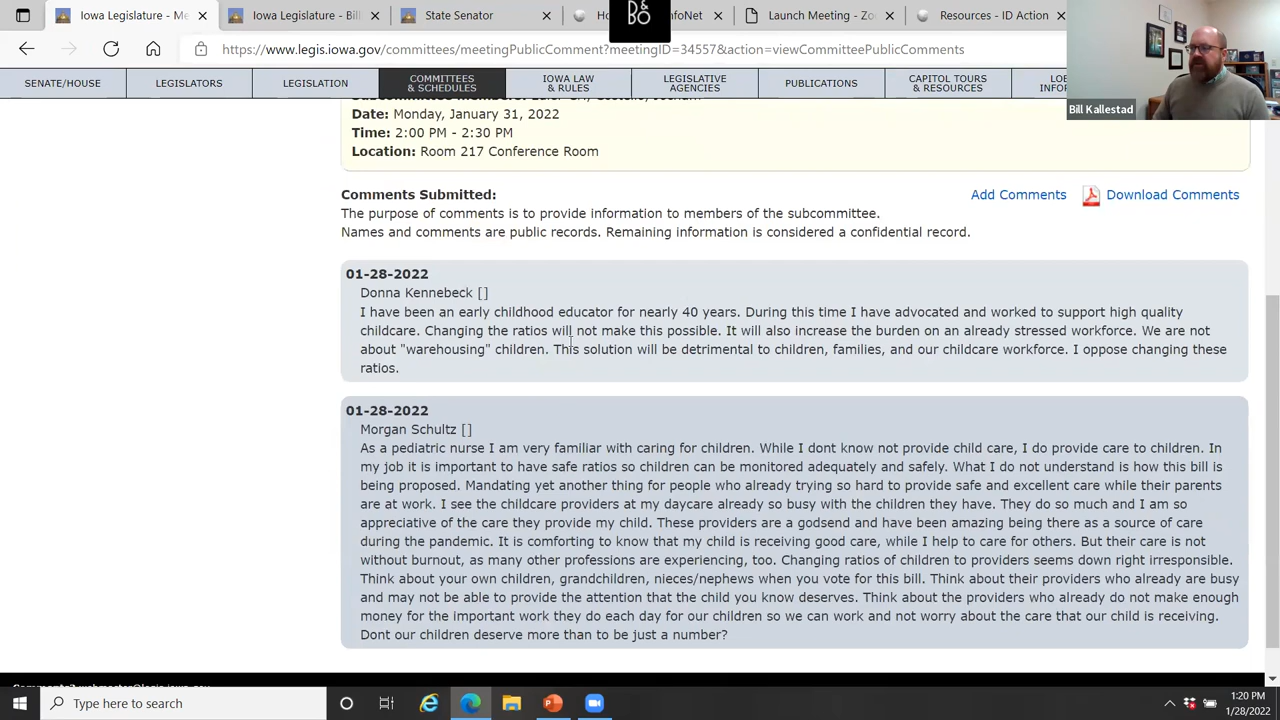 Iowa Legislature - Me
Iowa Legislature - Bill
State Senator
Launch Meeting - Zoo
Resources - ID Action
B&O
https://www.legis.iowa.gov/committees/meetingPublicComment?meetingID=34557&action=viewCommitteePublicComments
Bill Kallestad
SENATE/HOUSE
LEGISLATORS
LEGISLATION
COMMITTEES
& SCHEDULES
IOWA LAW
& RULES
LEGISLATIVE
AGENCIES
PUBLICATIONS
CAPITOL TOURS
& RESOURCES
Date: Monday, January 31, 2022
Time: 2:00 PM - 2:30 PM
Location: Room 217 Conference Room
Comments Submitted:
Add Comments
Download Comments
The purpose of comments is to provide information to members of the subcommittee.
Names and comments are public records. Remaining information is considered a confidential record.
01-28-2022
Donna Kennebeck []
I have been an early childhood educator for nearly 40 years. During this time I have advocated and worked to support high quality
childcare. Changing the ratios will not make this possible. It will also increase the burden on an already stressed workforce. We are not
about "warehousing" children. This solution will be detrimental to children, families, and our childcare workforce. I oppose changing these
ratios.
01-28-2022
Morgan Schultz []
As a pediatric nurse I am very familiar with caring for children. While I dont know not provide child care, I do provide care to children. In
my job it is important to have safe ratios so children can be monitored adequately and safely. What I do not understand is how this bill is
being proposed. Mandating yet another thing for people who already trying so hard to provide safe and excellent care while their parents
are at work. I see the childcare providers at my daycare already so busy with the children they have. They do so much and I am so
appreciative of the care they provide my child. These providers are a godsend and have been amazing being there as a source of care
during the pandemic. It is comforting to know that my child is receiving good care, while I help to care for others. But their care is not
without burnout, as many other professions are experiencing, too. Changing ratios of children to providers seems down right irresponsible.
Think about your own children, grandchildren, nieces/nephews when you vote for this bill. Think about their providers who already are busy
and may not be able to provide the attention that the child you know deserves. Think about the providers who already do not make enough
money for the important work they do each day for our children so we can work and not worry about the care that our child is receiving.
Dont our children deserve more than to be just a number?
Type here to search
1:20 PM
1/28/2022